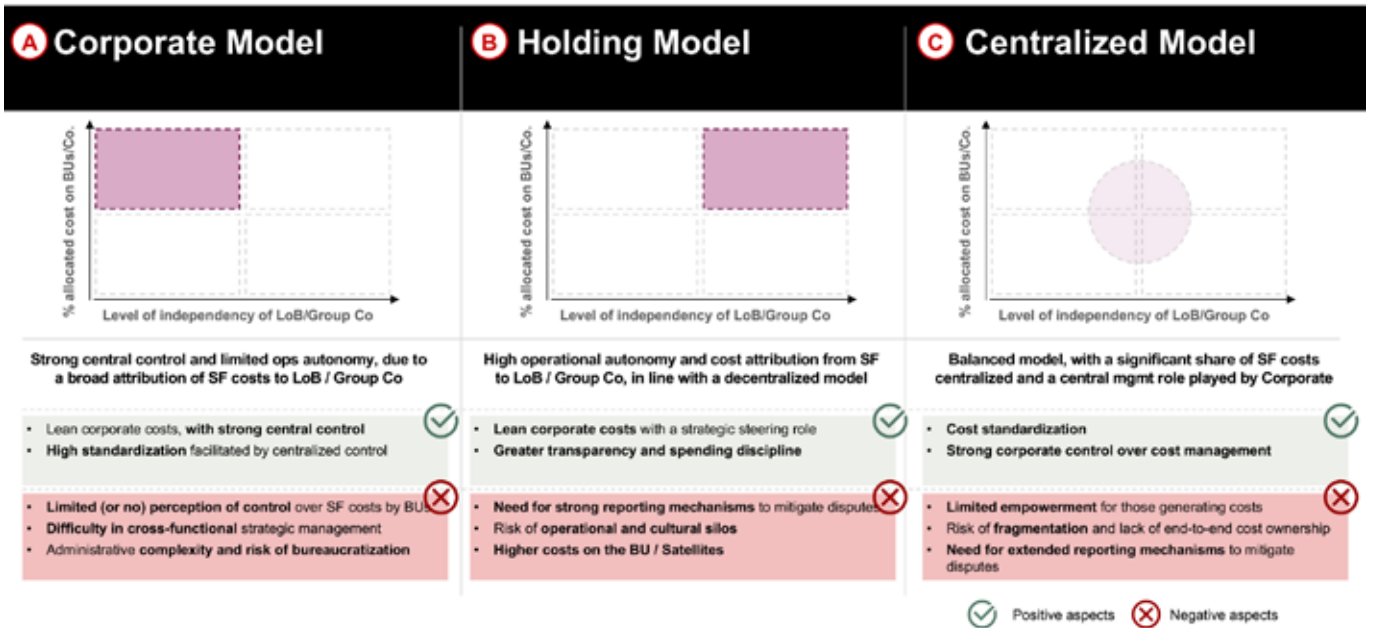 A Corporate Model
% allocated cost on BUs/Co.
Level of independency of LoB/Group Co
Strong central control and limited ops autonomy, due to
a broad attribution of SF costs to LoB / Group Co
• Lean corporate costs, with strong central control
• High standardization facilitated by centralized control
• Limited (or no) perception of control over SF costs by BUs
• Difficulty in cross-functional strategic management
• Administrative complexity and risk of bureaucratization
B Holding Model
% allocated cost on BUs/Co.
Level of independency of LoB/Group Co
High operational autonomy and cost attribution from SF
to LoB / Group Co, in line with a decentralized model
• Lean corporate costs with a strategic steering role
• Greater transparency and spending discipline
• Need for strong reporting mechanisms to mitigate disputes
• Risk of operational and cultural silos
• Higher costs on the BU / Satellites
C Centralized Model
% allocated cost on BUs/Co.
Level of independency of LoB/Group Co
Balanced model, with a significant share of SF costs
centralized and a central mgmt role played by Corporate
• Cost standardization
• Strong corporate control over cost management
• Limited empowerment for those generating costs
• Risk of fragmentation and lack of end-to-end cost ownership
• Need for extended reporting mechanisms to mitigate
disputes
Positive aspects
Negative aspects